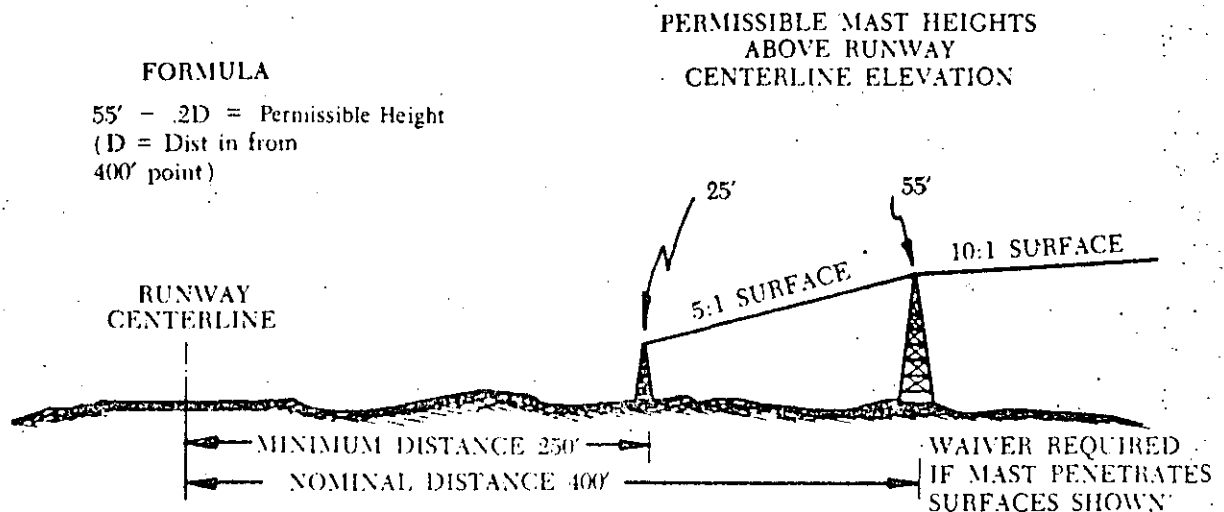 PERMISSIBLE MAST HEIGHTS
ABOVE RUNWAY
CENTERLINE ELEVATION
FORMULA
55' - .2D = Permissible Height
(D = Dist in from
400' point)
25'
55'
5:1 SURFACE
10:1 SURFACE
RUNWAY
CENTERLINE
MINIMUM DISTANCE 250'
NOMINAL DISTANCE 400'
WAIVER REQUIRED
IF MAST PENETRATES
SURFACES SHOWN